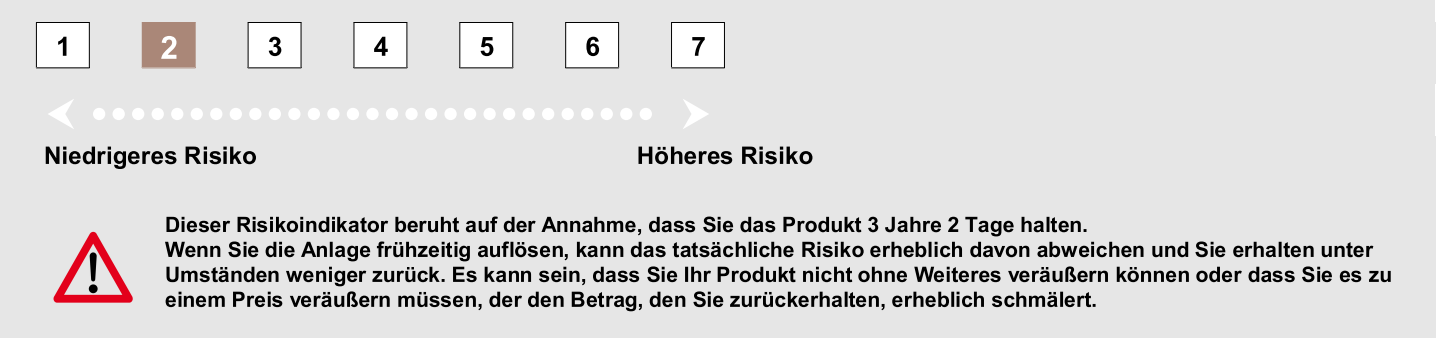 1 2 3 4 5 6 7
Niedrigeres Risiko Höheres Risiko
Dieser Risikoindikator beruht auf der Annahme, dass Sie das Produkt 3 Jahre 2 Tage halten.
Wenn Sie die Anlage frühzeitig auflösen, kann das tatsächliche Risiko erheblich davon abweichen und Sie erhalten unter
Umständen weniger zurück. Es kann sein, dass Sie Ihr Produkt nicht ohne Weiteres veräußern können oder dass Sie es zu
einem Preis veräußern müssen, der den Betrag, den Sie zurückerhalten, erheblich schmälert.